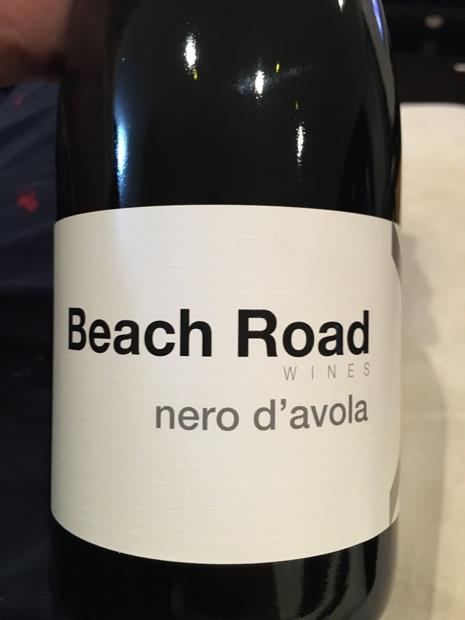 Beach Road
WINES
nero d'avola